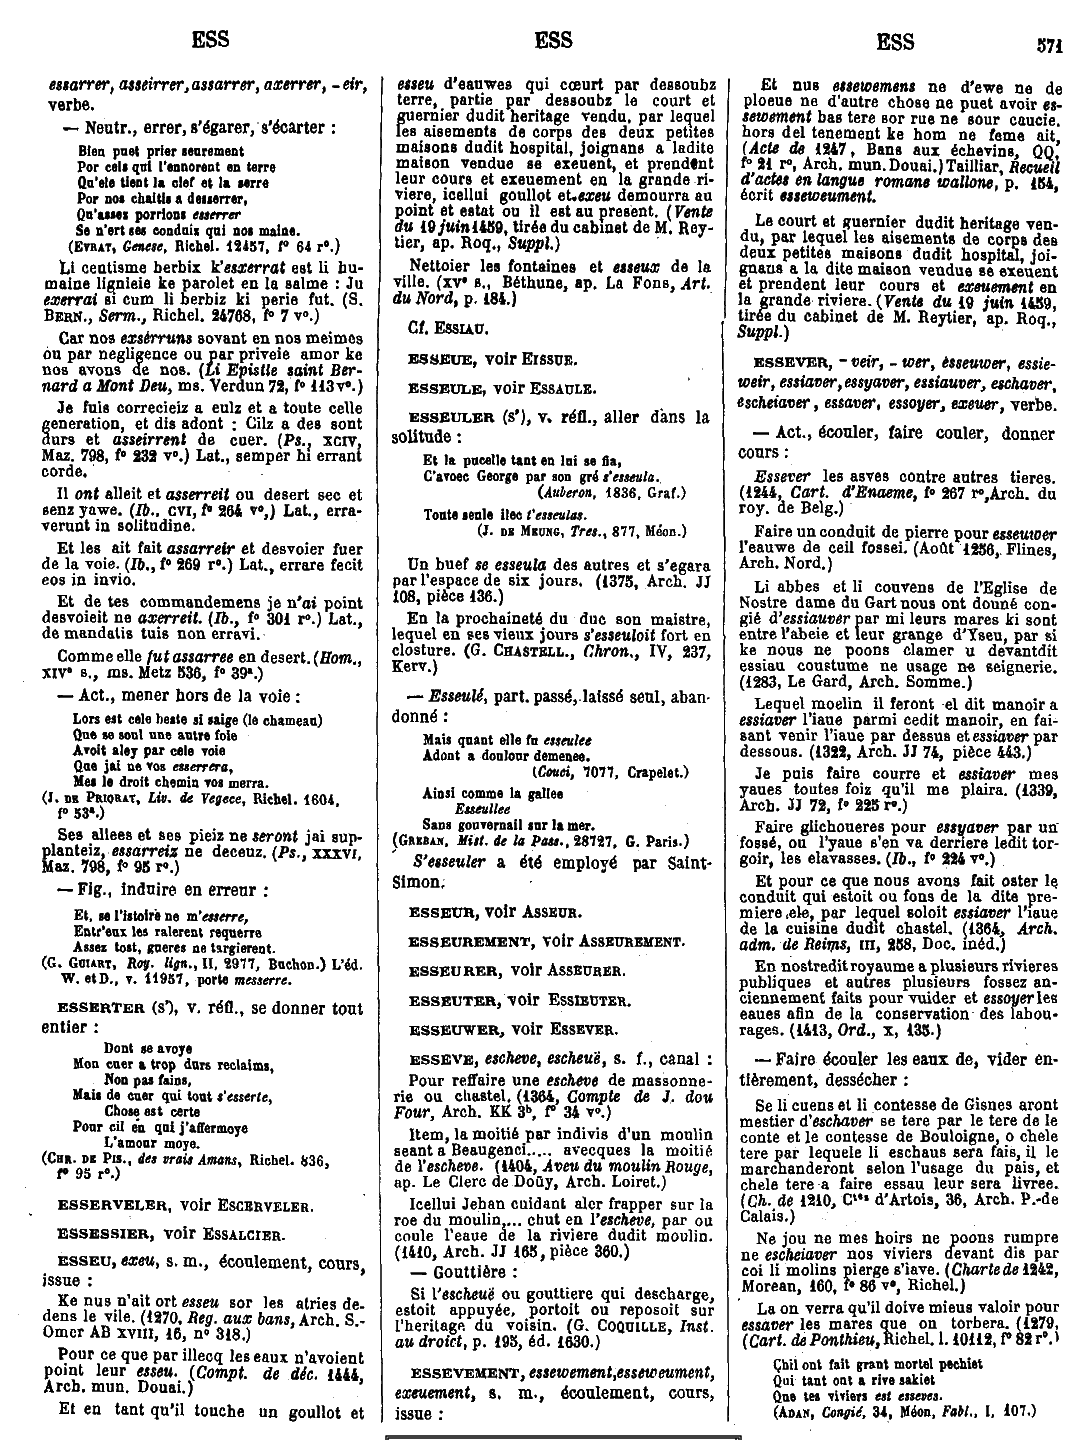 ESS
ESS
ESS
571
essarrer, asseirrer, assarrer, axerrer, -eir,
verbe.
— Neutr., errer, s'égarer, s'écarter :
Bien puet prier seurement
Por cels qui l'ennorent en terre
Qu'ele tient la clef et la serre
Por nos chaitis a desserrer,
Qu'assez porrions esserrer
Se n'ert ses conduiz qui nos maine.
(EVRAT, Genese, Richel. 12457, f° 64 r°.)
Li centisme berbix k'esxerrat est li hu-
maine lignieie ke parolet en la salme : Ju
exerrai si cum li berbiz ki perie fut. (S.
BERN., Serm., Richel. 24768, f° 7 v°.)
Car nos exsèrruns sovant en nos meimes
ou par negligence ou par priveie amor ke
nos avons de nos. (Li Epistle saint Ber-
nard a Mont Deu, ms. Verdun 72, f° 113 v°.)
Je fuis correcieiz a eulz et a toute celle
generation, et dis adont : Cilz a des sont
durs et asseirrent de cuer. (Ps., XCIV,
Maz. 798, f° 232 v°.) Lat., semper hi errant
corde.
Il ont alleit et asserreit ou desert sec et
senz yawe. (Ib., CVI, f° 264 v°,) Lat., erra-
verunt in solitudine.
Et les ait fait assarreir et desvoier fuer
de la voie. (Ib., f° 269 r°.) Lat., errare fecit
eos in invio.
Et de tes commandemens je n'ai point
desvoieit ne axerreit. (Ib., f° 301 r°.) Lat.,
de mandatis tuis non erravi.
Comme elle fut assarree en desert. (Hom.,
XIV° s., ms. Metz 536, f° 39ª.)
— Act., mener hors de la voie :
Lors est cele beste si saige (le chameau)
Que se soul une autre foie
Avoit aley par cele voie
Que jai ne vos esserrera,
Mes le droit chemin vos merra.
(J. DE PRIORAT, Liv. de Vegece, Richel. 1604,
f° 53ª.)
Ses allees et ses pieiz ne seront jai sup-
planteiz, essarreiz ne deceuz. (Ps., XXXVI,
Maz. 798, f° 95 r°.)
— Fig., induire en erreur :
Et, se l'istoire ne m'esserre,
Entr'eux les ralerent requerre
Assez tost, gueres ne targierent.
(G. GUIART, Roy. lign., II, 2977, Buchon.) L'éd.
W. et D., v. 11957, porte messerre.
ESSERTER (s'), v. réfl., se donner tout
entier :
Dont se avoye
Mon cuer a trop durs reclaims,
Non pas fains,
Mais de cuer qui tout s'esserte,
Chose est certe
Pour cil en qui j'affermoye
L'amour moye.
(CHR. DE PIS., des vrais Amans, Richel. 836,
f° 95 r°.)
ESSERVELER, voir ESCERVELER.
ESSESSIER, voir ESSALCIER.
ESSEU, exeu, s. m., écoulement, cours,
issue :
Ke nus n'ait ort esseu sor les atries de-
dens le vile. (1270, Reg. aux bans, Arch. S.-
Omer AB XVIII, 16, n° 318.)
Pour ce que par illecq les eaux n'avoient
point leur esseu. (Compt. de déc. 1444,
Arch. mun. Douai.)
Et en tant qu'il touche un goullot et
esseu d'eauwes qui cœurt par dessoubz
terre, partie par dessoubz le court et
guernier dudit heritage vendu, par lequel
les aisements de corps des deux petites
maisons dudit hospital, joignans a ladite
maison vendue se exeuent, et prendent
leur cours et exeuement en la grande ri-
viere, icellui goullot et exeu demourra au
point et estat ou il est au present. (Vente
du 19 juin 1459, tirée du cabinet de M. Rey-
tier, ap. Roq., Suppl.)
Nettoier les fontaines et esseux de la
ville. (XV° s., Béthune, ap. La Fons, Art.
du Nord, p. 184.)
Cf. ESSIAU.
ESSEUE, voir EISSUE.
ESSEULE, voir ESSAULE.
ESSEULER (s'), v. réfl., aller dans la
solitude :
Et la pucelle tant en lui se fia,
C'avoec George par son gré s'esseula.
(Auberon, 1836, Graf.)
Toute seule ilec t'esseulas.
(J. DE MEUNG, Tres., 877, Méon.)
Un buef se esseula des autres et s'egara
par l'espace de six jours. (1375, Arch. JJ
108, pièce 136.)
En la prochaineté du duc son maistre,
lequel en ses vieux jours s'esseuloit fort en
closture. (G. CHASTELL., Chron., IV, 237,
Kerv.)
— Esseulé, part. passé, laissé seul, aban-
donné :
Mais quant elle fu esseulee
Adont a doulour demenee.
(Couci, 7077, Crapelet.)
Ainsi comme la gallee
Esseullee
Sans gouvernail sur la mer.
(GREBAN, Mist. de la Pass., 28727, G. Paris.)
S'esseuler a été employé par Saint-
Simon.
ESSEUR, voir ASSEUR.
ESSEUREMENT, voir ASSEUREMENT.
ESSEURER, voir ASSEURER.
ESSEUTER, voir ESSIEUTER.
ESSEUWER, voir ESSEVER.
ESSEVE, escheve, escheuë, s. f., canal :
Pour reffaire une escheve de massonne-
rie ou chastel. (1364, Compte de J. dou
Four, Arch. KK 3ᵇ, f° 34 v°.)
Item, la moitié par indivis d'un moulin
seant a Beaugenci..... avecques la moitié
de l'escheve. (1404, Aveu du moulin Rouge,
ap. Le Clerc de Doüy, Arch. Loiret.)
Icellui Jehan cuidant aler frapper sur la
roe du moulin,... chut en l'escheve, par ou
coule l'eaue de la riviere dudit moulin.
(1410, Arch. JJ 165, pièce 360.)
— Gouttière :
Si l'escheuë ou gouttiere qui descharge,
estoit appuyée, portoit ou reposoit sur
l'heritage du voisin. (G. COQUILLE, Inst.
au droict, p. 195, éd. 1630.)
ESSEVEMENT, essewement, esseweument,
exeuement, s. m., écoulement, cours,
issue :
Et nus essewemens ne d'ewe ne de
ploeue ne d'autre chose ne puet avoir es-
sewement bas tere sor rue ne sour caucie.
hors del tenement ke hom ne feme ait,
(Acte de 1247, Bans aux échevins, QQ,
f° 21 r°, Arch. mun. Douai.) Tailliar, Recueil
d'actes en langue romane wallone, p. 154,
écrit esseweument.
Le court et guernier dudit heritage ven-
du, par lequel les aisements de corps des
deux petites maisons dudit hospital, joi-
gnans a la dite maison vendue se exeuent
et prendent leur cours et exeuement en
la grande riviere. (Vente du 19 juin 1459,
tirée du cabinet de M. Reytier, ap. Roq.,
Suppl.)
ESSEVER, -veir, -wer, èsseuwer, essie-
weir, essiaver, essyaver, essiauver, eschaver,
escheiaver, essaver, essoyer, exeuer, verbe.
— Act., écouler, faire couler, donner
cours :
Essever les asves contre autres tieres.
(1244, Cart. d'Enaeme, f° 267 r°, Arch. du
roy. de Belg.)
Faire un conduit de pierre pour esseuwer
l'eauwe de ceil fossei. (Août 1256, Flines,
Arch. Nord.)
Li abbes et li couvens de l'Eglise de
Nostre dame du Gart nous ont douné con-
gié d'essiauver par mi leurs mares ki sont
entre l'abeie et leur grange d'Yseu, par si
ke nous ne poons clamer u devantdit
essiau coustume ne usage ne seignerie.
(1283, Le Gard, Arch. Somme.)
Lequel moelin il feront el dit manoir a
essiaver l'iaue parmi cedit manoir, en fai-
sant venir l'iaue par dessus et essiaver par
dessous. (1322, Arch. JJ 74, pièce 443.)
Je puis faire courre et essiaver mes
yaues toutes foiz qu'il me plaira. (1339,
Arch. JJ 72, f° 225 r°.)
Faire glichoueres pour essyaver par un
fossé, ou l'yaue s'en va derriere ledit tor-
goir, les elavasses. (Ib., f° 224 v°.)
Et pour ce que nous avons fait oster le
conduit qui estoit ou fons de la dite pre-
miere ele, par lequel soloit essiaver l'iaue
de la cuisine dudit chastel. (1364, Arch.
adm. de Reims, III, 258, Doc. inéd.)
En nostredit royaume a plusieurs rivieres
publiques et autres plusieurs fossez an-
ciennement faits pour vuider et essoyer les
eaues afin de la conservation des labou-
rages. (1413, Ord., X, 135.)
— Faire écouler les eaux de, vider en-
tièrement, dessécher :
Se li cuens et li contesse de Gisnes aront
mestier d'eschaver se tere par le tere de le
conte et le contesse de Bouloigne, o chele
tere par lequele li eschaus sera fais, il le
marchanderont selon l'usage du pais, et
chele tere a faire essau leur sera livree.
(Ch. de 1210, Cᵗᵉˢ d'Artois, 36, Arch. P.-de
Calais.)
Ne jou ne mes hoirs ne poons rumpre
ne escheiaver nos viviers devant dis par
coi li molins pierge s'iave. (Charte de 1242,
Morean, 160, f° 86 v°, Richel.)
La on verra qu'il doive mieus valoir pour
essaver les mares que on torbera. (1279,
(Cart. de Ponthieu, Richel. l. 10112, f° 82 r°.)
Chil ont fait grant mortel pechiet
Qui tant ont a rive sakiet
Que tes viviers est esseves.
(ADAN, Congié, 34, Méon, Fabl., I, 107.)